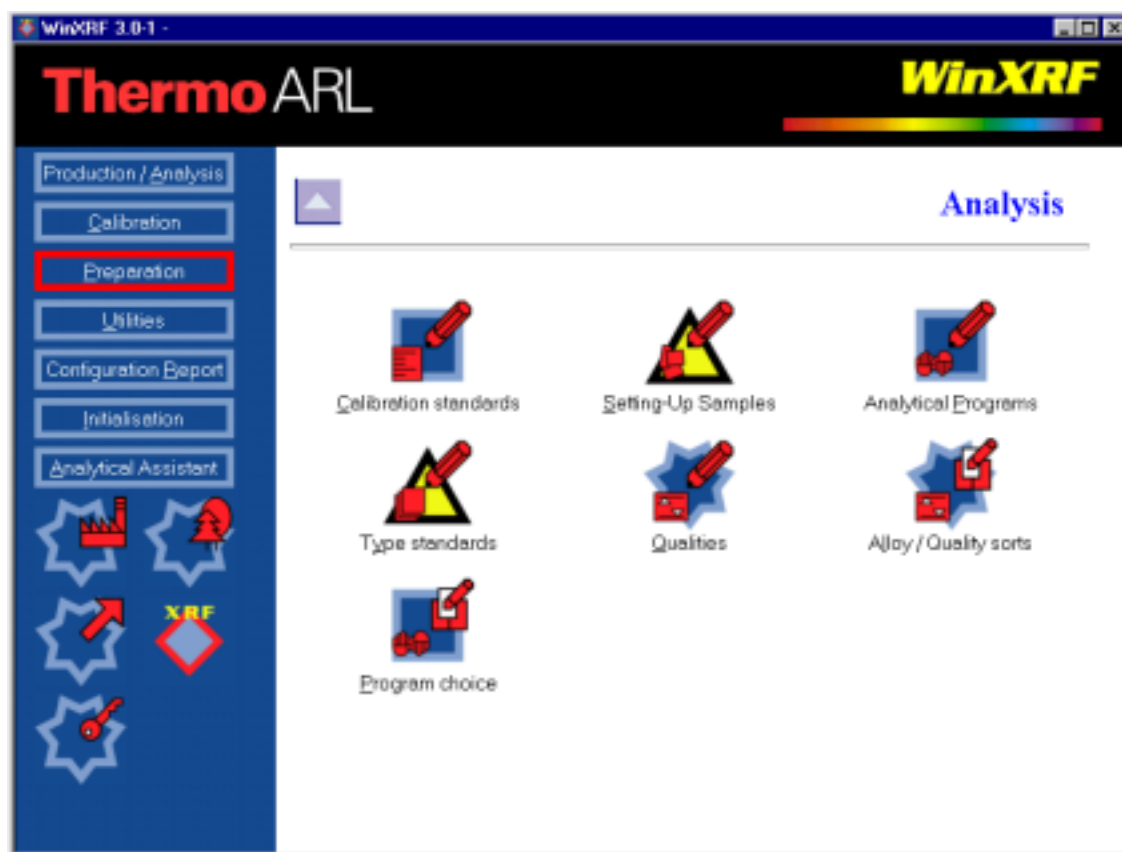 WinXRF 3.0-1 -
Thermo ARL
WinXRF
Production / Analysis
Calibration
Preparation
Utilities
Configuration Report
Initialisation
Analytical Assistant
XRF
Analysis
Calibration standards
Setting-Up Samples
Analytical Programs
Type standards
Qualities
Alloy / Quality sorts
Program choice